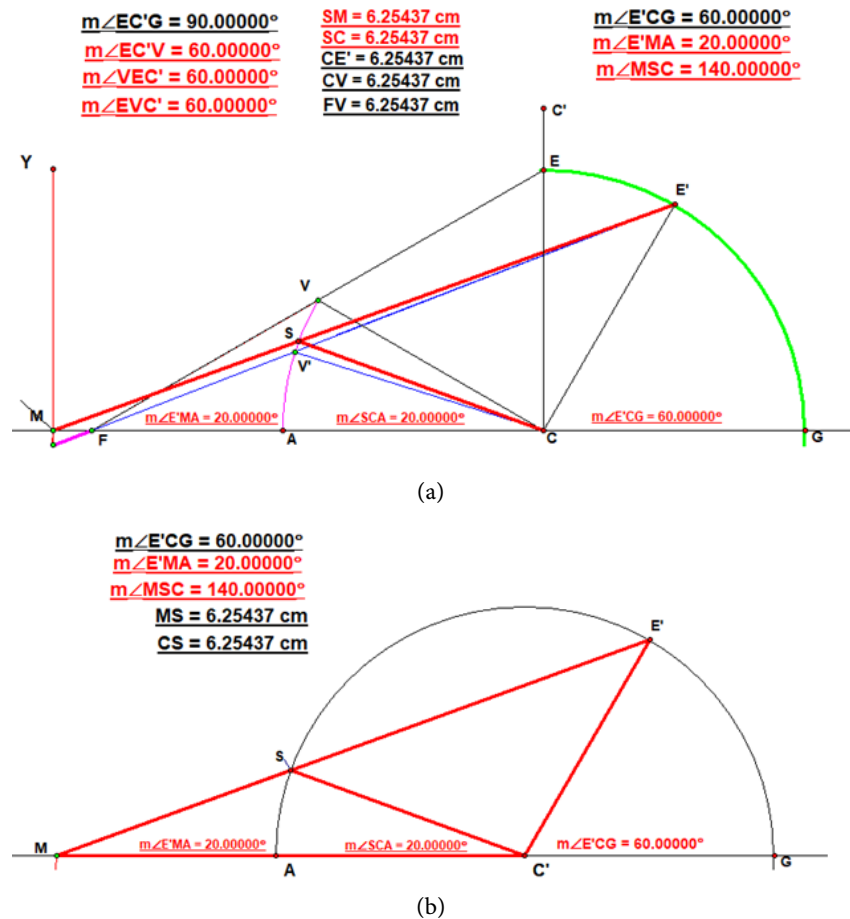 m∠EC'G = 90.00000°
m∠EC'V = 60.00000°
m∠VEC' = 60.00000°
m∠EVC' = 60.00000°
SM = 6.25437 cm
SC = 6.25437 cm
CE' = 6.25437 cm
CV = 6.25437 cm
FV = 6.25437 cm
m∠E'CG = 60.00000°
m∠E'MA = 20.00000°
m∠MSC = 140.00000°
C'
Y
E
E'
V
S
V'
M
m∠E'MA = 20.00000°
m∠SCA = 20.00000°
m∠E'CG = 60.00000°
F
A
C
G
(a)
m∠E'CG = 60.00000°
m∠E'MA = 20.00000°
m∠MSC = 140.00000°
MS = 6.25437 cm
CS = 6.25437 cm
E'
S
M
m∠E'MA = 20.00000°
m∠SCA = 20.00000°
m∠E'CG = 60.00000°
A
C'
G
(b)